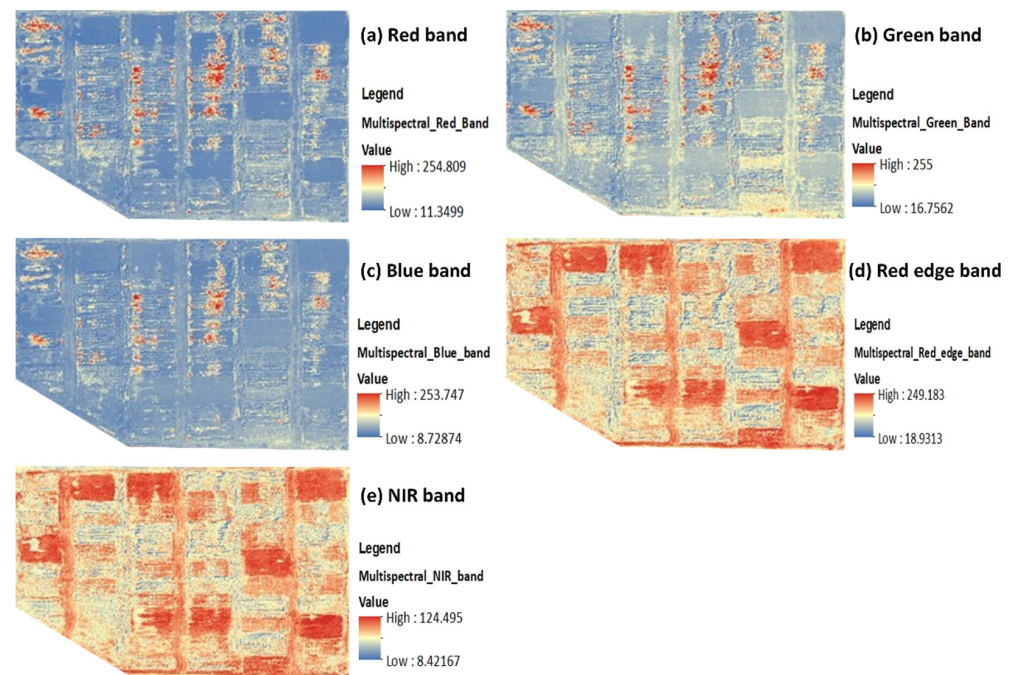 (a) Red band
Legend
Multispectral_Red_Band
Value
High : 254.809
Low : 11.3499
(b) Green band
Legend
Multispectral_Green_Band
Value
High : 255
Low : 16.7562
(c) Blue band
Legend
Multispectral_Blue_band
Value
High : 253.747
Low : 8.72874
(d) Red edge band
Legend
Multispectral_Red_edge_band
Value
High : 249.183
Low : 18.9313
(e) NIR band
Legend
Multispectral_NIR_band
Value
High : 124.495
Low : 8.42167